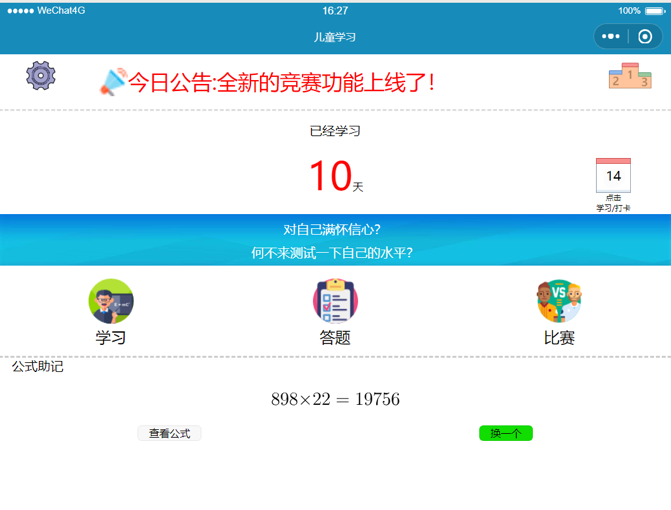 ●●●●● WeChat4G 16:27 100%
儿童学习
今日公告:全新的竞赛功能上线了!
2 1 3
已经学习
10天
14
点击
学习/打卡
对自己满怀信心?
何不来测试一下自己的水平?
VS
学习 答题 比赛
公式助记
898×22 = 19756
查看公式 换一个